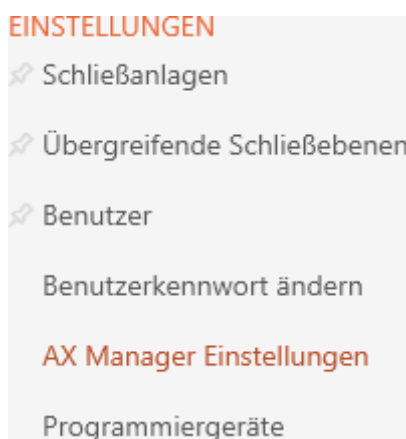 EINSTELLUNGEN
Schließanlagen
Übergreifende Schließebenen
Benutzer
Benutzerkennwort ändern
AX Manager Einstellungen
Programmiergeräte